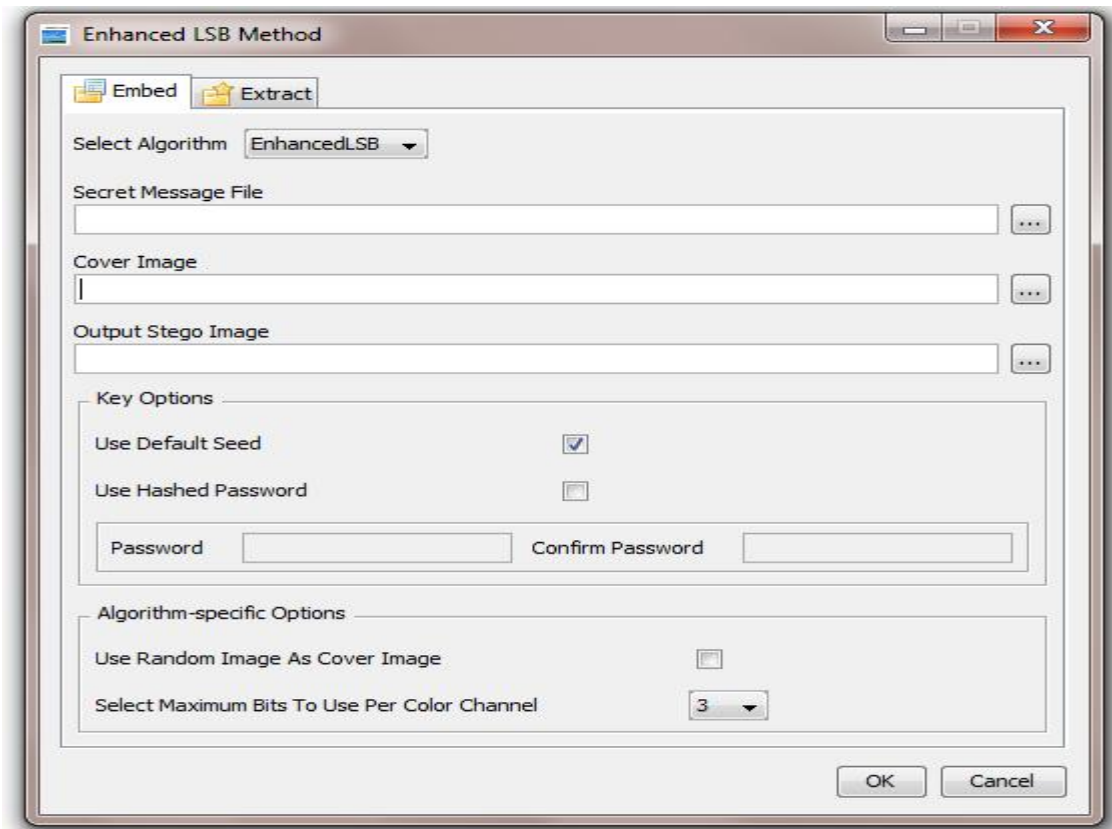 Enhanced LSB Method
Embed Extract
Select Algorithm EnhancedLSB
Secret Message File
...
Cover Image
...
Output Stego Image
...
Key Options
Use Default Seed
Use Hashed Password
Password Confirm Password
Algorithm-specific Options
Use Random Image As Cover Image
Select Maximum Bits To Use Per Color Channel 3
OK Cancel